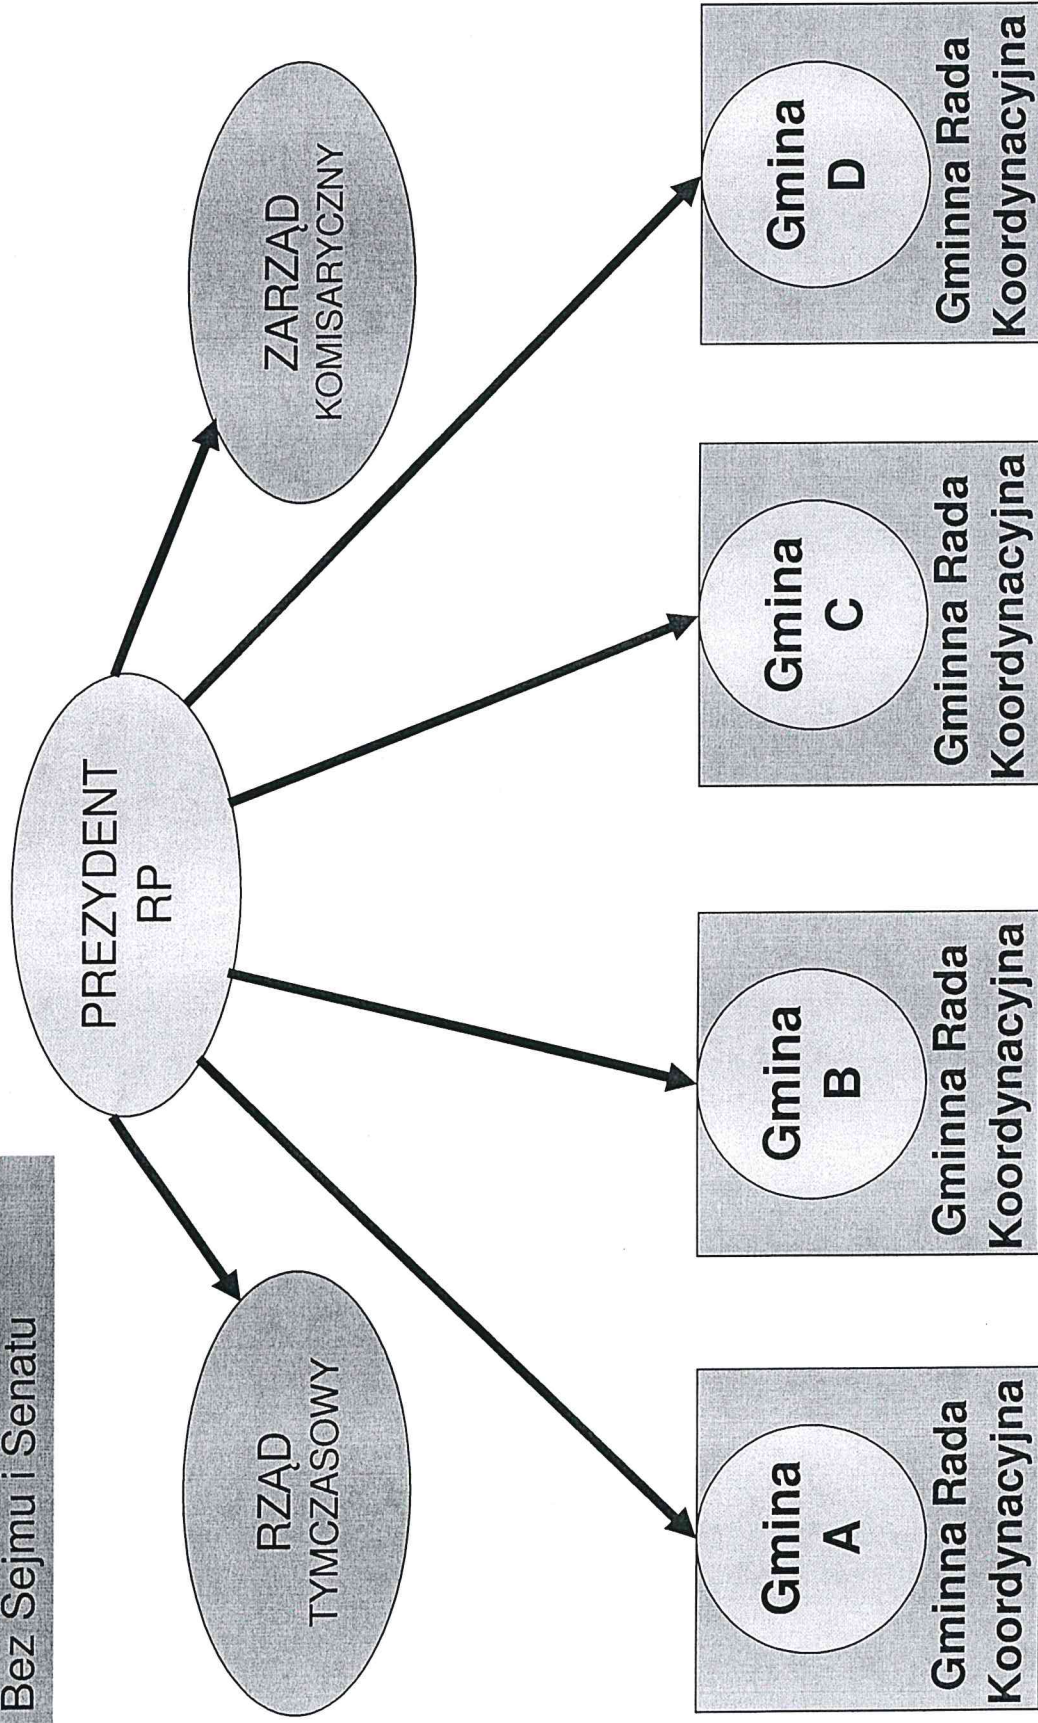 Bez Sejmu i Senatu
PREZYDENT
RP
RZĄD
TYMCZASOWY
ZARZĄD
KOMISARYCZNY
Gmina
A
Gminna Rada
Koordynacyjna
Gmina
B
Gminna Rada
Koordynacyjna
Gmina
C
Gminna Rada
Koordynacyjna
Gmina
D
Gminna Rada
Koordynacyjna